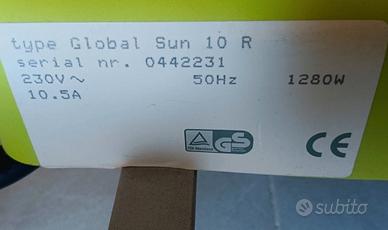 type Global Sun 10 R
serial nr. 0442231
230V~ 50Hz 1280W
10.5A
GS
CE
subito